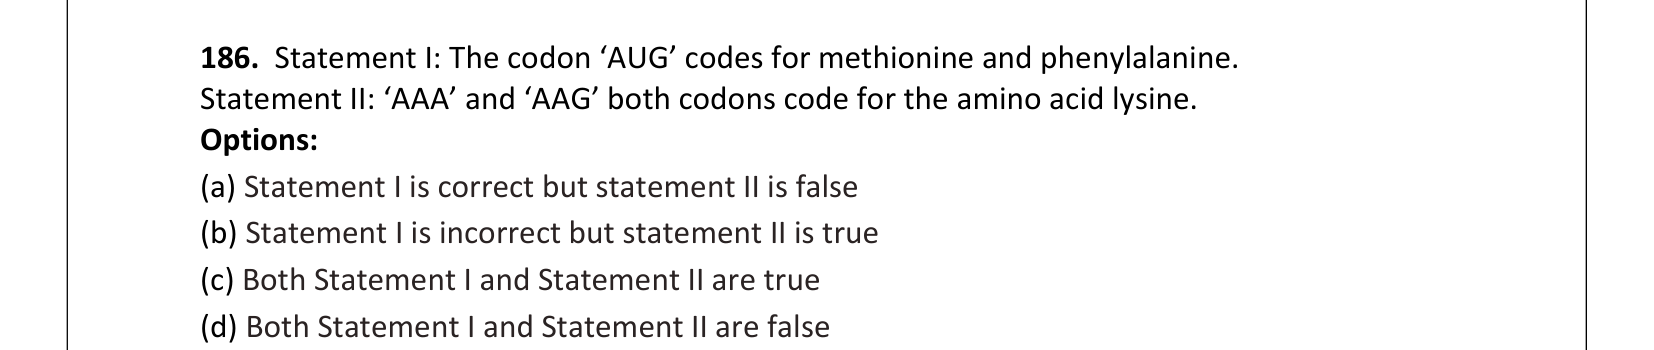 186. Statement I: The codon ‘AUG’ codes for methionine and phenylalanine.
Statement II: ‘AAA’ and ‘AAG’ both codons code for the amino acid lysine.
Options:
(a) Statement I is correct but statement II is false
(b) Statement I is incorrect but statement II is true
(c) Both Statement I and Statement II are true
(d) Both Statement I and Statement II are false